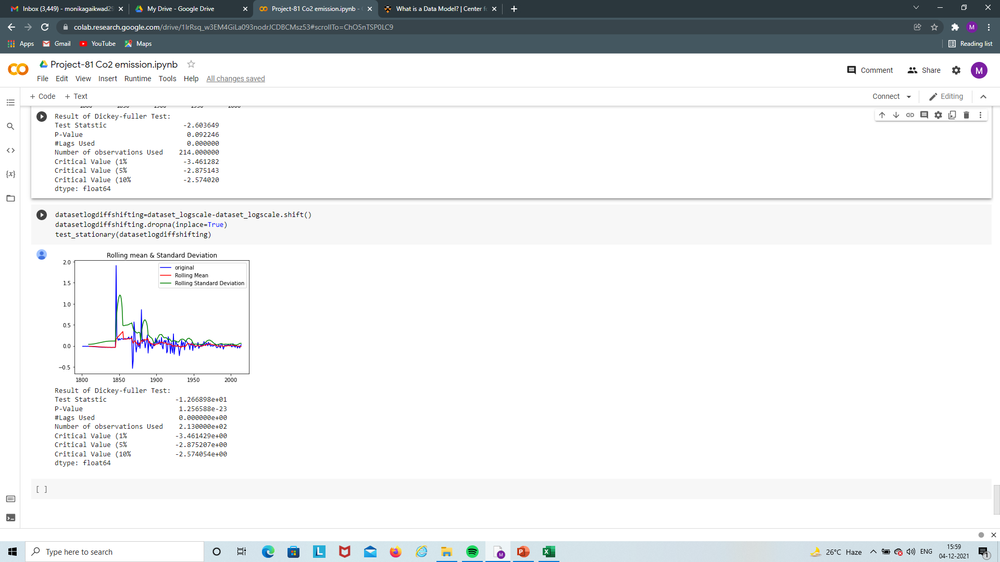 Inbox (3,449) - monikagaikwad29
My Drive - Google Drive
Project-81 Co2 emission.ipynb -
What is a Data Model? | Center fo
colab.research.google.com/drive/1IrRsq_w3EM4GiLa093nodrJCDBCMsz53#scrollTo=ChO5nTSP0LC9
M
Apps
Gmail
YouTube
Maps
Reading list
Project-81 Co2 emission.ipynb
Comment
Share
M
File Edit View Insert Runtime Tools Help All changes saved
+ Code + Text
Connect
Editing
1800 1850 1900 1950 2000
Result of Dickey-fuller Test:
Test Statstic -2.603649
P-Value 0.092246
#Lags Used 0.000000
Number of observations Used 214.000000
Critical Value (1% -3.461282
Critical Value (5% -2.875143
Critical Value (10% -2.574020
dtype: float64
datasetlogdiffshifting=dataset_logscale-dataset_logscale.shift()
datasetlogdiffshifting.dropna(inplace=True)
test_stationary(datasetlogdiffshifting)
Rolling mean & Standard Deviation
original
Rolling Mean
Rolling Standard Deviation
2.0
1.5
1.0
0.5
0.0
−0.5
1800 1850 1900 1950 2000
Result of Dickey-fuller Test:
Test Statstic -1.266898e+01
P-Value 1.256588e-23
#Lags Used 0.000000e+00
Number of observations Used 2.130000e+02
Critical Value (1% -3.461429e+00
Critical Value (5% -2.875207e+00
Critical Value (10% -2.574054e+00
dtype: float64
[ ]
Type here to search
26°C Haze
ENG
15:59
04-12-2021
1